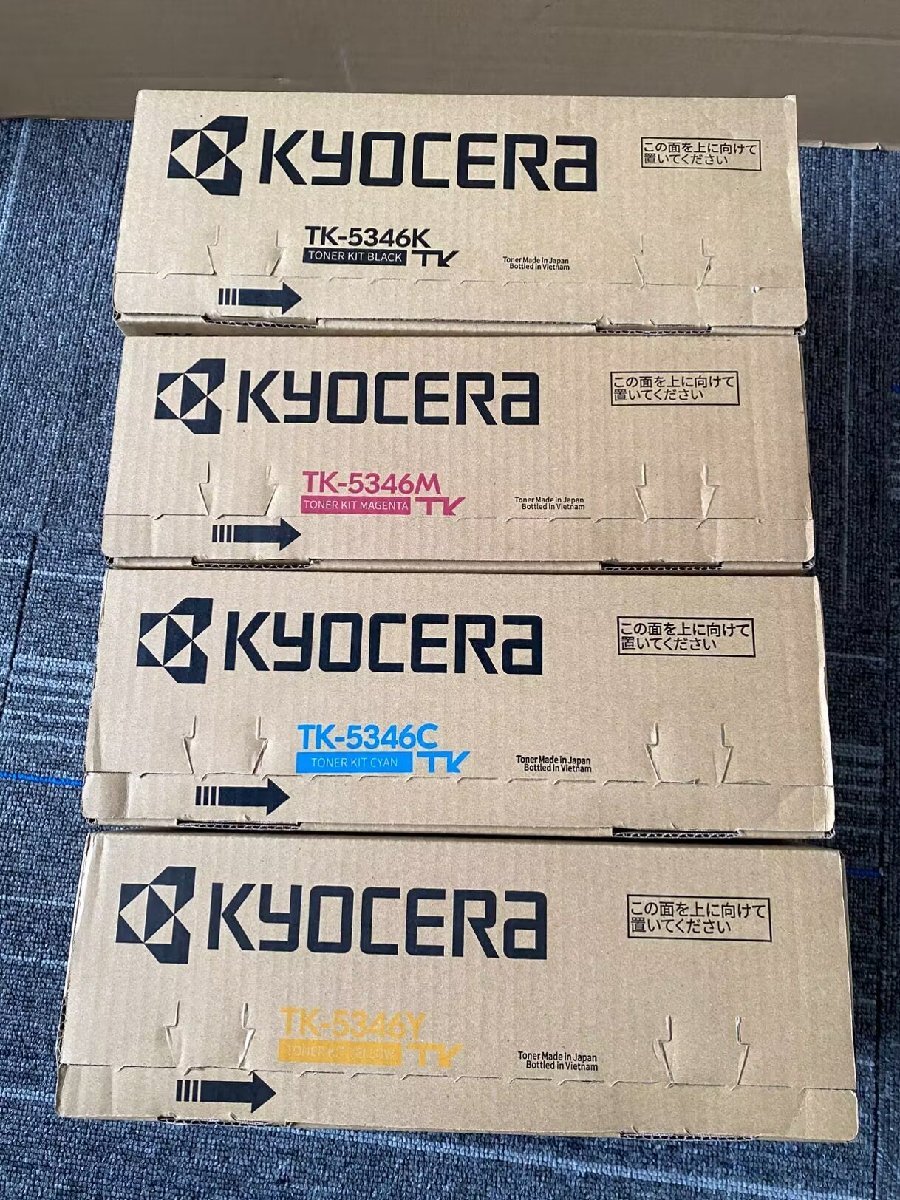 KYOCERA
この面を上に向けて
置いてください
TK-5346K
TONER KIT BLACK TK
Toner Made in Japan
Bottled in Vietnam
KYOCERA
この面を上に向けて
置いてください
TK-5346M
TONER KIT MAGENTA TK
Toner Made in Japan
Bottled in Vietnam
KYOCERA
この面を上に向けて
置いてください
TK-5346C
TONER KIT CYAN TK
Toner Made in Japan
Bottled in Vietnam
KYOCERA
この面を上に向けて
置いてください
TK-5346Y
TONER KIT YELLOW TK
Toner Made in Japan
Bottled in Vietnam